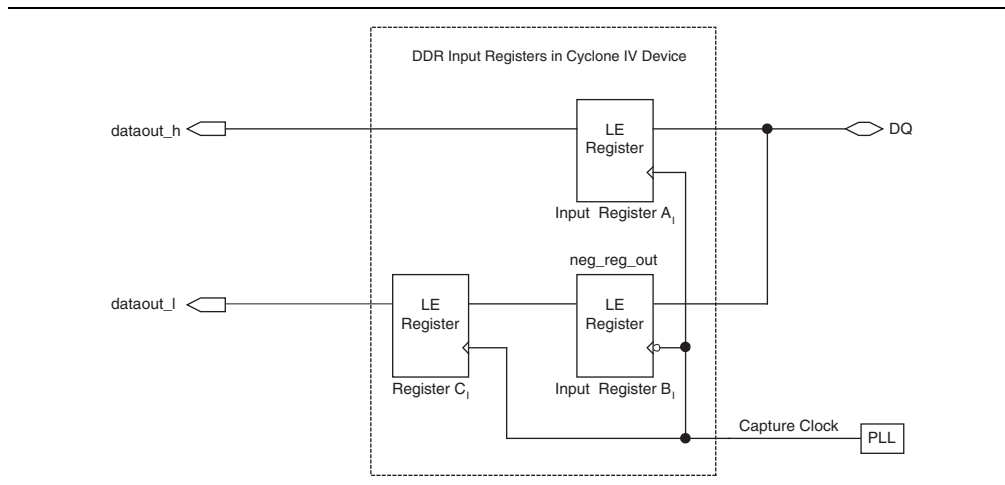 DDR Input Registers in Cyclone IV Device
dataout_h
LE
Register
DQ
Input Register A_I
neg_reg_out
dataout_l
LE
Register
LE
Register
Register C_I
Input Register B_I
Capture Clock
PLL